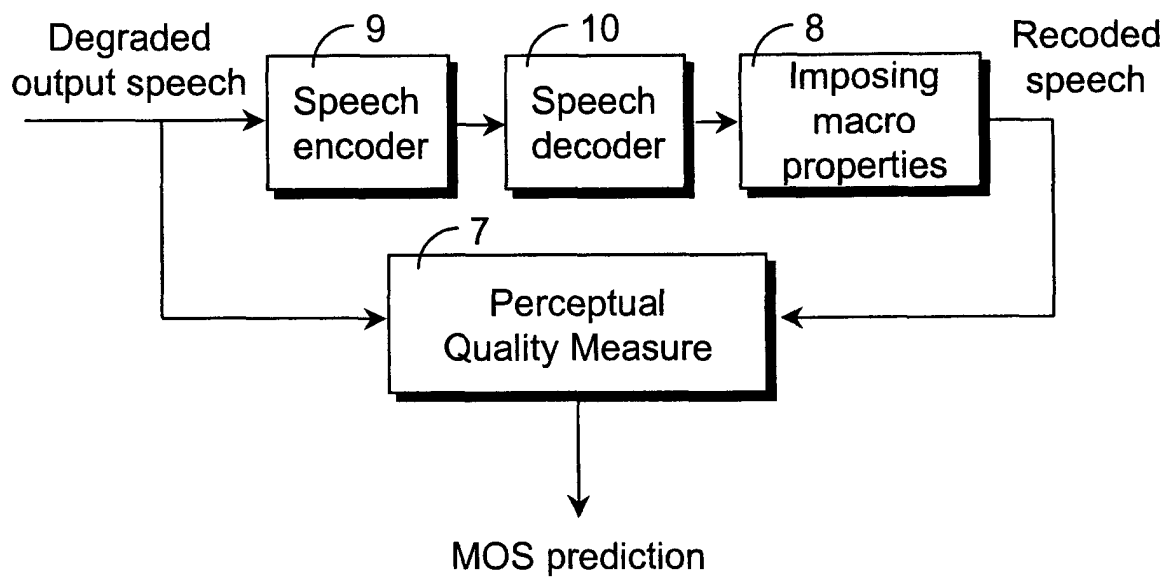 Degraded
output speech
9
Speech
encoder
10
Speech
decoder
8
Imposing
macro
properties
Recoded
speech
7
Perceptual
Quality Measure
MOS prediction